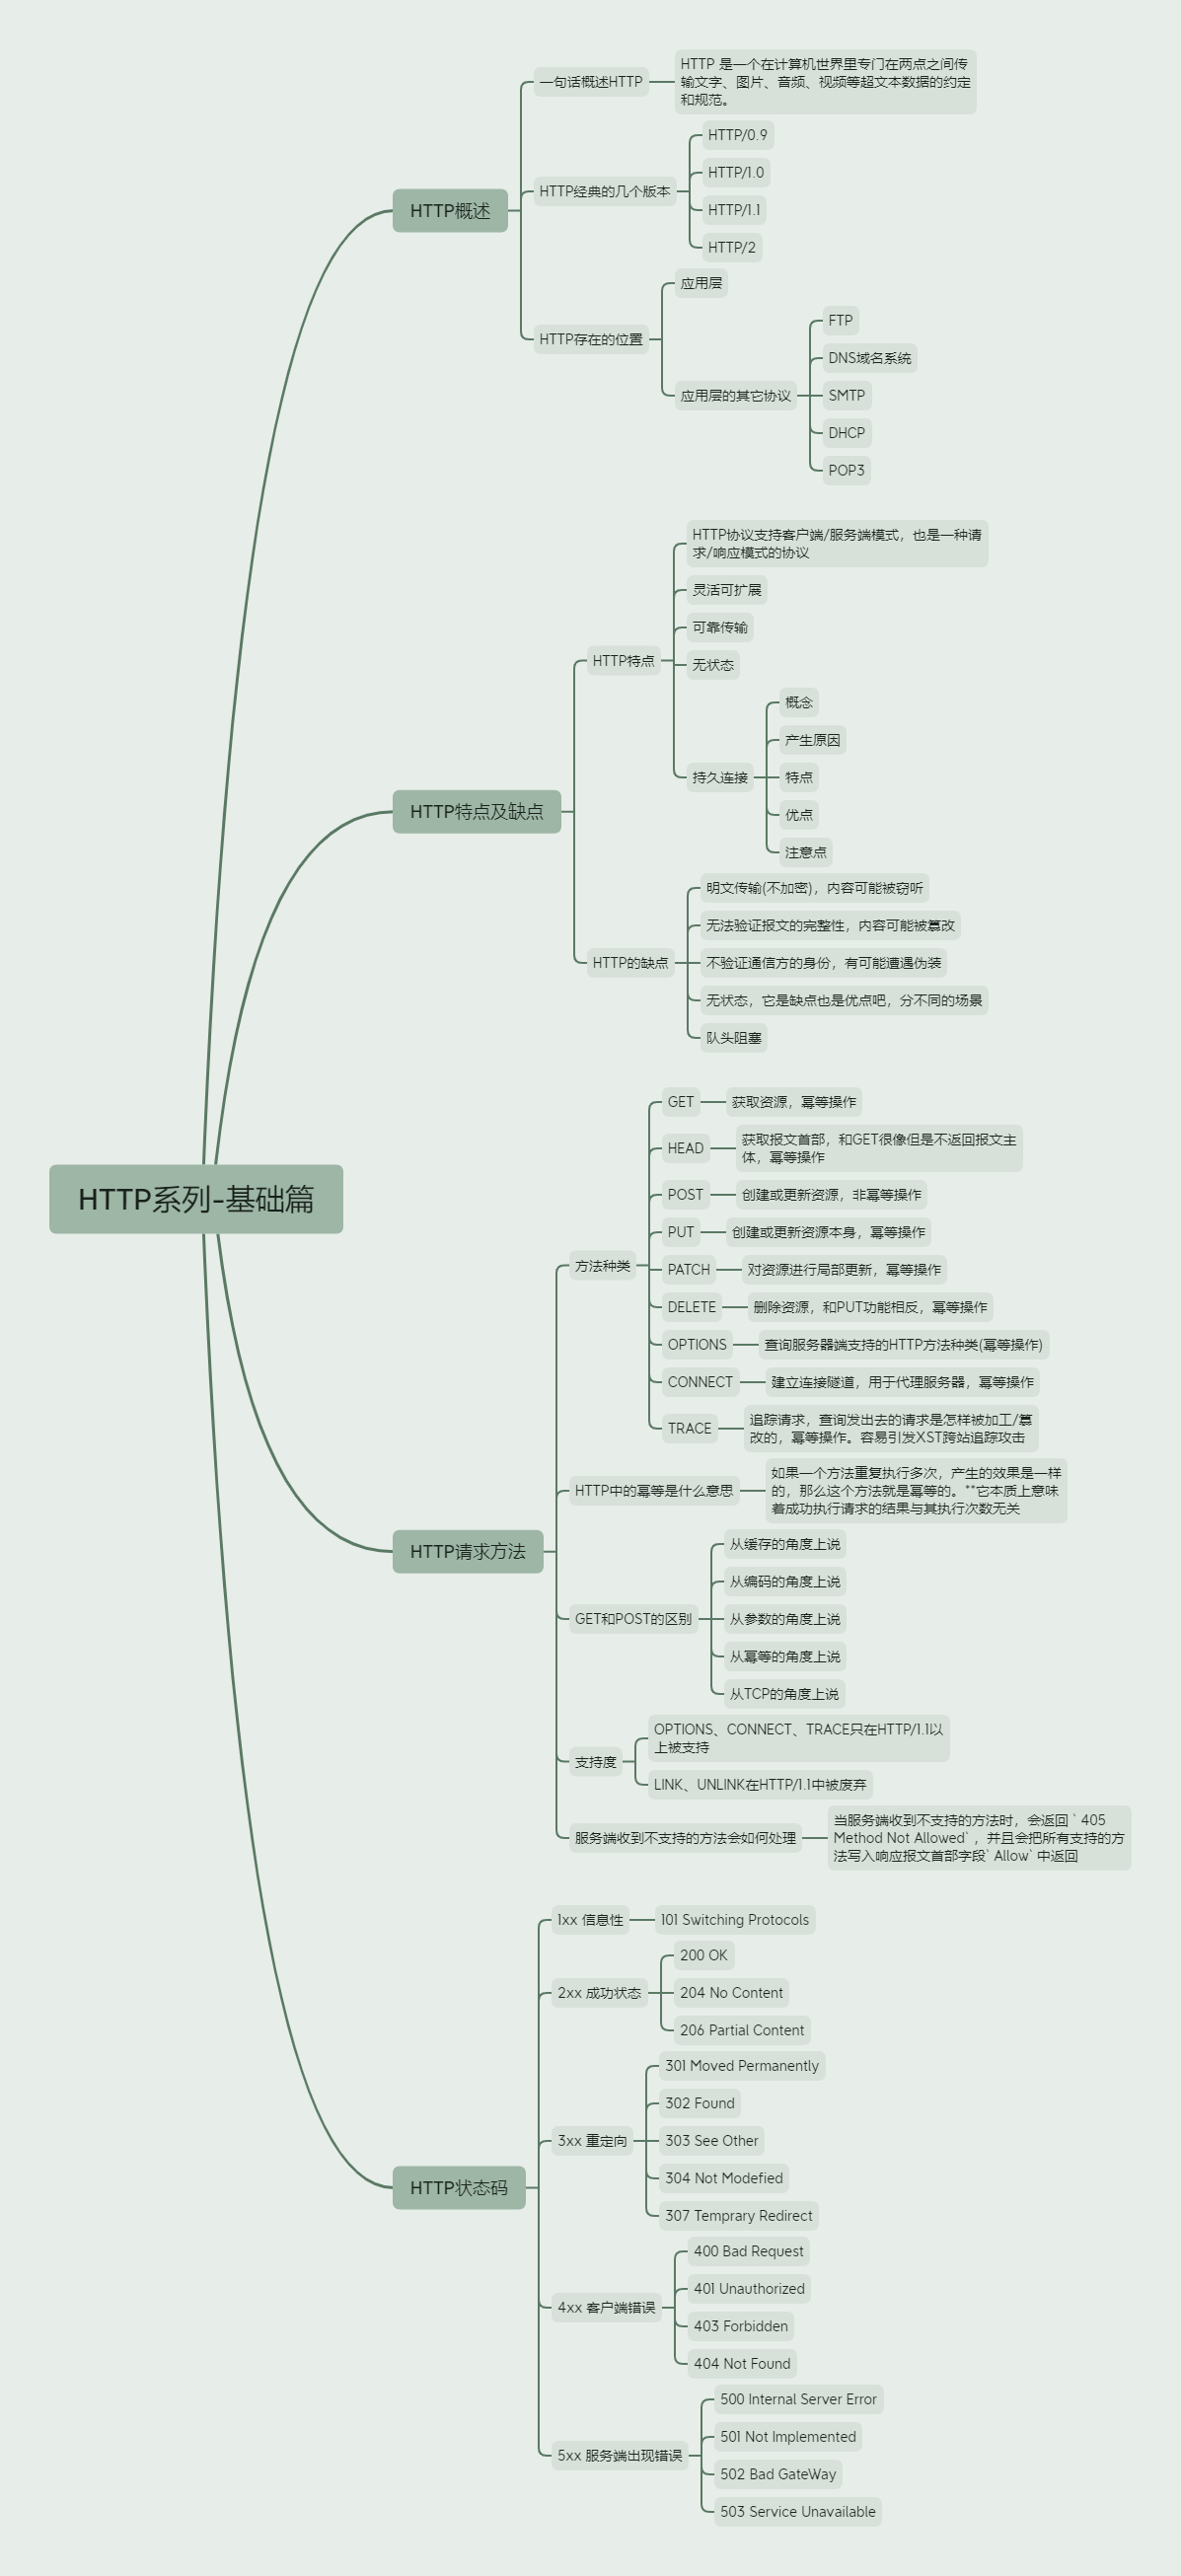 HTTP系列-基础篇
HTTP概述
一句话概述HTTP
HTTP 是一个在计算机世界里专门在两点之间传
输文字、图片、音频、视频等超文本数据的约定
和规范。
HTTP经典的几个版本
HTTP/0.9
HTTP/1.0
HTTP/1.1
HTTP/2
HTTP存在的位置
应用层
应用层的其它协议
FTP
DNS域名系统
SMTP
DHCP
POP3
HTTP特点及缺点
HTTP特点
HTTP协议支持客户端/服务端模式，也是一种请
求/响应模式的协议
灵活可扩展
可靠传输
无状态
持久连接
概念
产生原因
特点
优点
注意点
HTTP的缺点
明文传输(不加密)，内容可能被窃听
无法验证报文的完整性，内容可能被篡改
不验证通信方的身份，有可能遭遇伪装
无状态，它是缺点也是优点吧，分不同的场景
队头阻塞
HTTP请求方法
方法种类
GET
获取资源，幂等操作
HEAD
获取报文首部，和GET很像但是不返回报文主
体，幂等操作
POST
创建或更新资源，非幂等操作
PUT
创建或更新资源本身，幂等操作
PATCH
对资源进行局部更新，幂等操作
DELETE
删除资源，和PUT功能相反，幂等操作
OPTIONS
查询服务器端支持的HTTP方法种类(幂等操作)
CONNECT
建立连接隧道，用于代理服务器，幂等操作
TRACE
追踪请求，查询发出去的请求是怎样被加工/篡
改的，幂等操作。容易引发XST跨站追踪攻击
HTTP中的幂等是什么意思
如果一个方法重复执行多次，产生的效果是一样
的，那么这个方法就是幂等的。**它本质上意味
着成功执行请求的结果与其执行次数无关
GET和POST的区别
从缓存的角度上说
从编码的角度上说
从参数的角度上说
从幂等的角度上说
从TCP的角度上说
支持度
OPTIONS、CONNECT、TRACE只在HTTP/1.1以
上被支持
LINK、UNLINK在HTTP/1.1中被废弃
服务端收到不支持的方法会如何处理
当服务端收到不支持的方法时，会返回 ` 405
Method Not Allowed` ，并且会把所有支持的方
法写入响应报文首部字段` Allow` 中返回
HTTP状态码
1xx 信息性
101 Switching Protocols
2xx 成功状态
200 OK
204 No Content
206 Partial Content
3xx 重定向
301 Moved Permanently
302 Found
303 See Other
304 Not Modefied
307 Temprary Redirect
4xx 客户端错误
400 Bad Request
401 Unauthorized
403 Forbidden
404 Not Found
5xx 服务端出现错误
500 Internal Server Error
501 Not Implemented
502 Bad GateWay
503 Service Unavailable